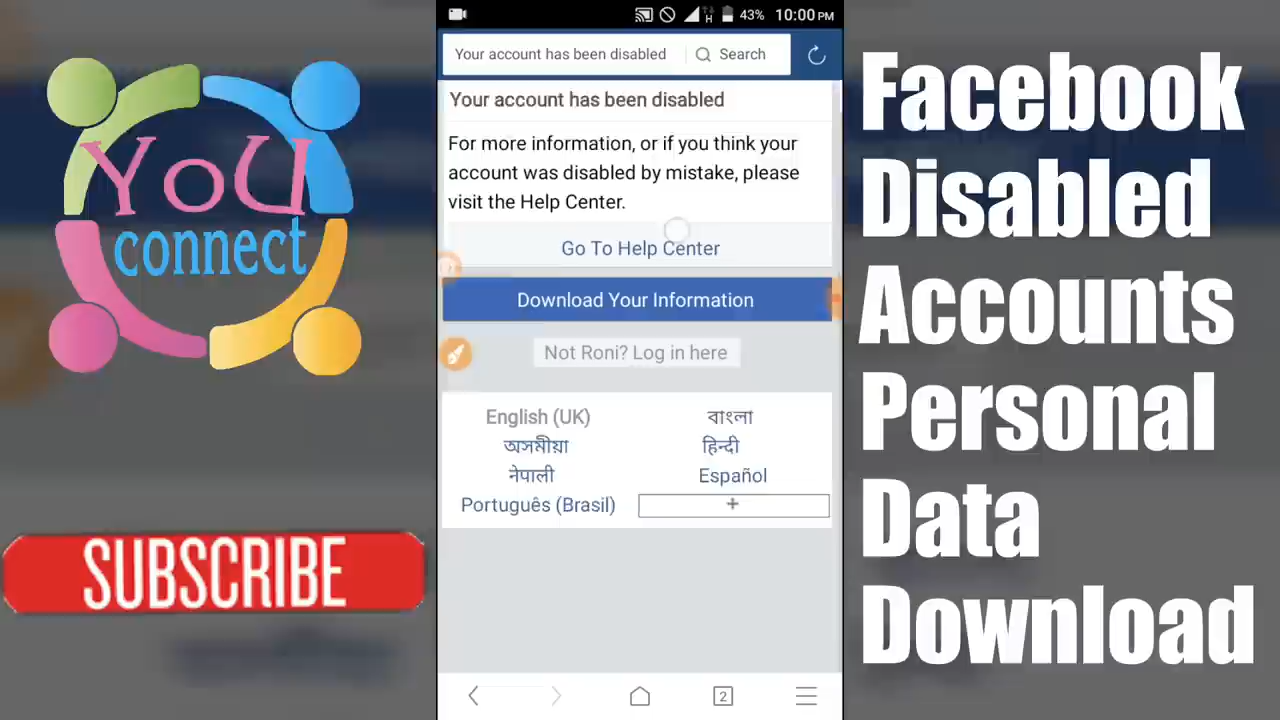 YoU
connect
SUBSCRIBE
43% 10:00 PM
Your account has been disabled Search
Your account has been disabled
For more information, or if you think your
account was disabled by mistake, please
visit the Help Center.
Go To Help Center
Download Your Information
Not Roni? Log in here
English (UK) বাংলা
অসমীয়া हिन्दी
नेपाली Español
Português (Brasil) +
2
Facebook
Disabled
Accounts
Personal
Data
Download